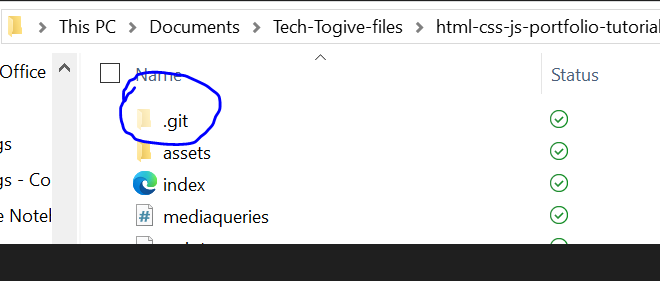 This PC > Documents > Tech-Togive-files > html-css-js-portfolio-tutorial
Office
Name
Status
.git
gs
assets
gs - Co
index
e Notel
mediaqueries